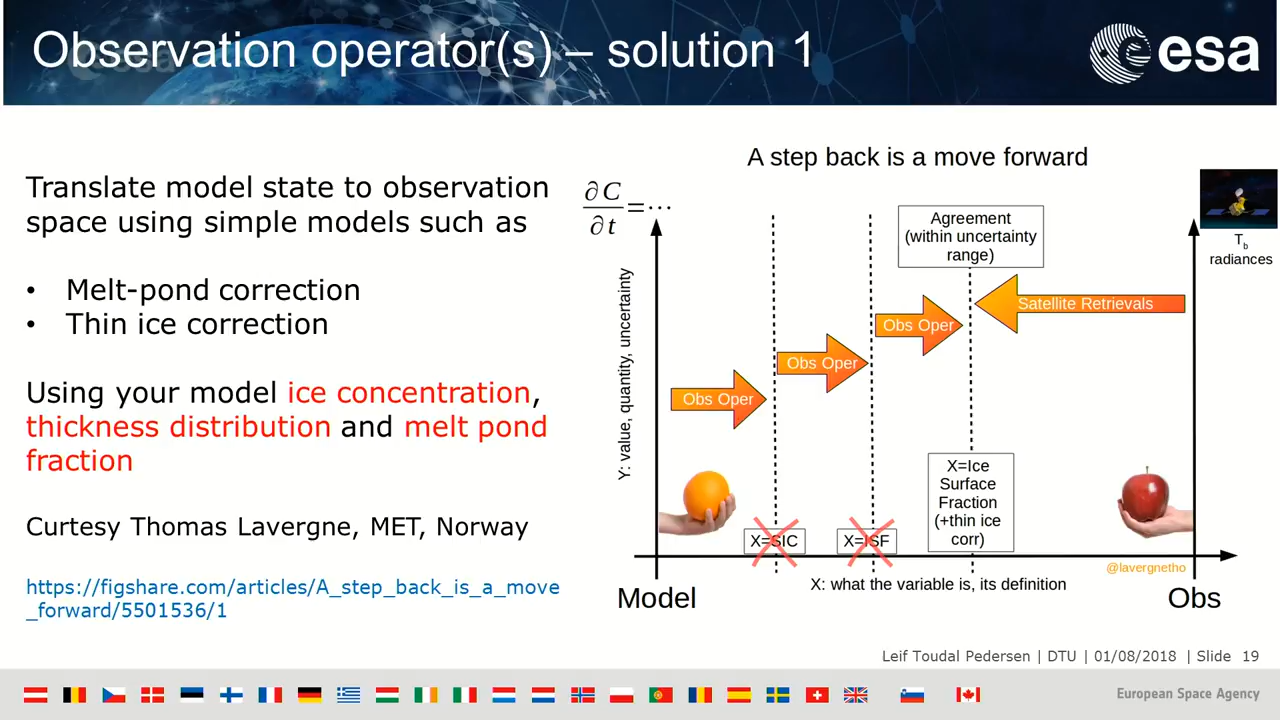 Observation operator(s) – solution 1
esa
Translate model state to observation
space using simple models such as
• Melt-pond correction
• Thin ice correction
Using your model ice concentration,
thickness distribution and melt pond
fraction
Curtesy Thomas Lavergne, MET, Norway
https://figshare.com/articles/A_step_back_is_a_move
_forward/5501536/1
A step back is a move forward
∂C
∂t
=⋯
Y: value, quantity, uncertainty
Agreement
(within uncertainty
range)
Tb
radiances
Satellite Retrievals
Obs Oper
Obs Oper
Obs Oper
X=SIC
X=ISF
X=Ice
Surface
Fraction
(+thin ice
corr)
@lavergnetho
X: what the variable is, its definition
Model
Obs
Leif Toudal Pedersen | DTU | 01/08/2018 | Slide 19
European Space Agency